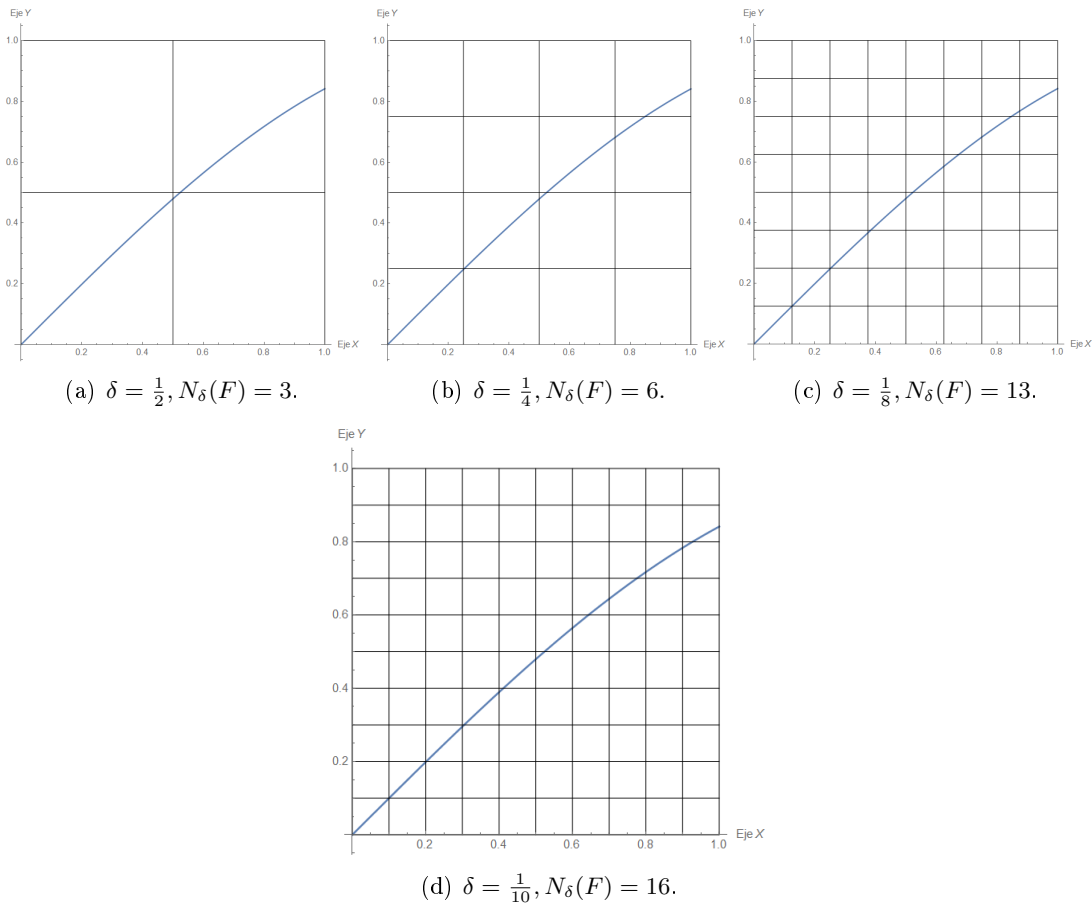 Eje Y
1.0
0.8
0.6
0.4
0.2
0.2 0.4 0.6 0.8 1.0
Eje X
(a) δ = 1/2, N_δ(F) = 3.
Eje Y
1.0
0.8
0.6
0.4
0.2
0.2 0.4 0.6 0.8 1.0
Eje X
(b) δ = 1/4, N_δ(F) = 6.
Eje Y
1.0
0.8
0.6
0.4
0.2
0.2 0.4 0.6 0.8 1.0
Eje X
(c) δ = 1/8, N_δ(F) = 13.
Eje Y
1.0
0.8
0.6
0.4
0.2
0.2 0.4 0.6 0.8 1.0
Eje X
(d) δ = 1/10, N_δ(F) = 16.